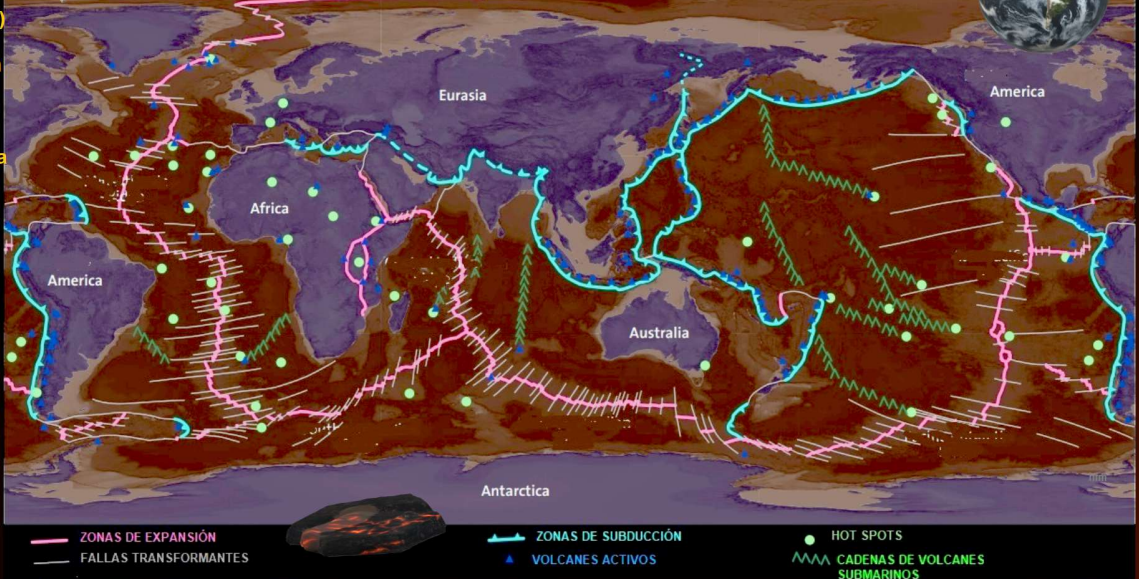 )
a
America
Eurasia
Africa
America
Australia
Antarctica
ZONAS DE EXPANSIÓN
FALLAS TRANSFORMANTES
ZONAS DE SUBDUCCIÓN
VOLCANES ACTIVOS
HOT SPOTS
CADENAS DE VOLCANES
SUBMARINOS